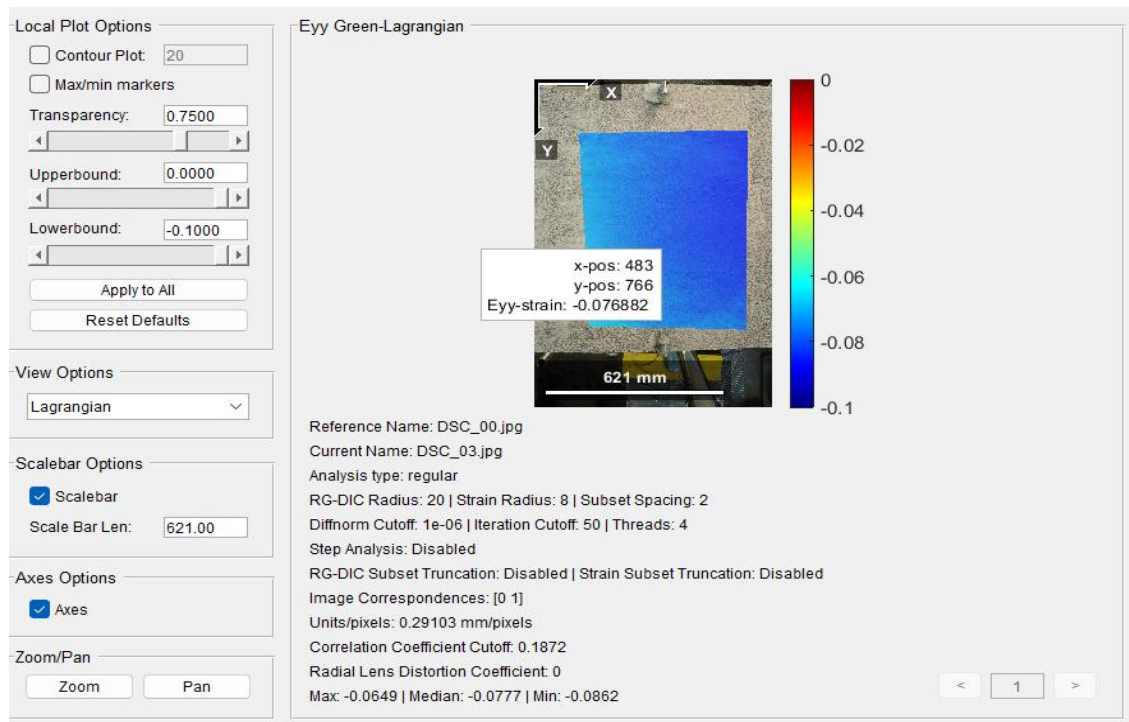 Local Plot Options
Contour Plot: 20
Max/min markers
Transparency: 0.7500
Upperbound: 0.0000
Lowerbound: -0.1000
Apply to All
Reset Defaults
View Options
Lagrangian
Scalebar Options
Scalebar
Scale Bar Len: 621.00
Axes Options
Axes
Zoom/Pan
Zoom Pan
Eyy Green-Lagrangian
X
Y
x-pos: 483
y-pos: 766
Eyy-strain: -0.076882
621 mm
0
-0.02
-0.04
-0.06
-0.08
-0.1
Reference Name: DSC_00.jpg
Current Name: DSC_03.jpg
Analysis type: regular
RG-DIC Radius: 20 | Strain Radius: 8 | Subset Spacing: 2
Diffnorm Cutoff: 1e-06 | Iteration Cutoff: 50 | Threads: 4
Step Analysis: Disabled
RG-DIC Subset Truncation: Disabled | Strain Subset Truncation: Disabled
Image Correspondences: [0 1]
Units/pixels: 0.29103 mm/pixels
Correlation Coefficient Cutoff: 0.1872
Radial Lens Distortion Coefficient: 0
Max: -0.0649 | Median: -0.0777 | Min: -0.0862
< 1 >